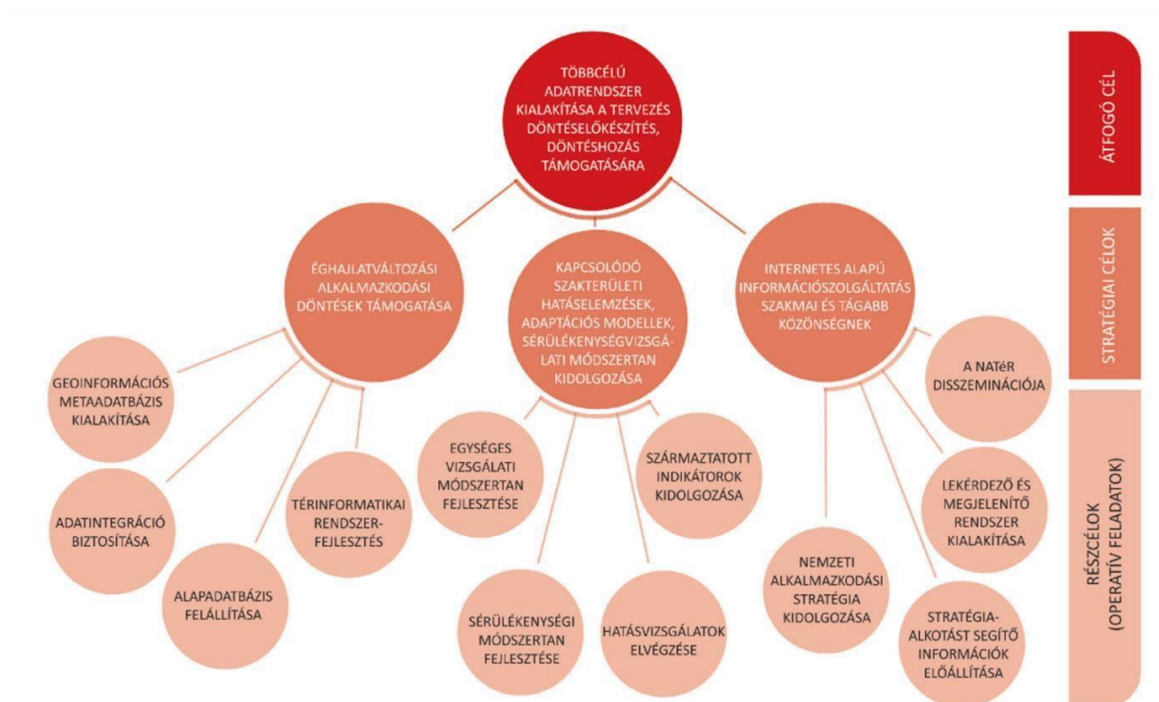 TÖBBCÉLÚ
ADATRENDSZER
KIALAKÍTÁSA A TERVEZÉS
DÖNTÉSELŐKÉSZÍTÉS,
DÖNTÉSHOZÁS
TÁMOGATÁSÁRA
ÁTFOGÓ CÉL
ÉGHAJLATVÁLTOZÁSI
ALKALMAZKODÁSI
DÖNTÉSEK TÁMOGATÁSA
KAPCSOLÓDÓ
SZAKTERÜLETI
HATÁSELEMZÉSEK,
ADAPTÁCIÓS MODELLEK,
SÉRÜLÉKENYSÉGVIZSGÁ-
LATI MÓDSZERTAN
KIDOLGOZÁSA
INTERNETES ALAPÚ
INFORMÁCIÓSZOLGÁLTATÁS
SZAKMAI ÉS TÁGABB
KÖZÖNSÉGNEK
STRATÉGIAI CÉLOK
GEOINFORMÁCIÓS
METAADATBÁZIS
KIALAKÍTÁSA
ADATINTEGRÁCIÓ
BIZTOSÍTÁSA
ALAPADATBÁZIS
FELÁLLÍTÁSA
TÉRINFORMATIKAI
RENDSZER-
FEJLESZTÉS
EGYSÉGES
VIZSGÁLATI
MÓDSZERTAN
FEJLESZTÉSE
SÉRÜLÉKENYSÉGI
MÓDSZERTAN
FEJLESZTÉSE
HATÁSVIZSGÁLATOK
ELVÉGZÉSE
SZÁRMAZTATOTT
INDIKÁTOROK
KIDOLGOZÁSA
NEMZETI
ALKALMAZKODÁSI
STRATÉGIA
KIDOLGOZÁSA
STRATÉGIA-
ALKOTÁST SEGÍTŐ
INFORMÁCIÓK
ELŐÁLLÍTÁSA
LEKÉRDEZŐ ÉS
MEGJELENÍTŐ
RENDSZER
KIALAKÍTÁSA
A NATéR
DISSZEMINÁCIÓJA
RÉSZCÉLOK
(OPERATÍV FELADATOK)